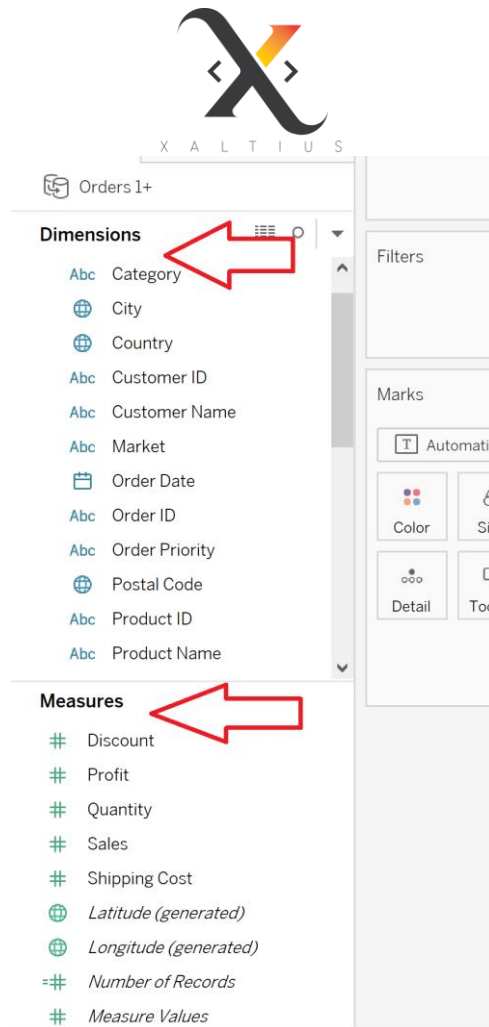 XALTIUS
Orders 1+
Dimensions
Abc Category
City
Country
Abc Customer ID
Abc Customer Name
Abc Market
Order Date
Abc Order ID
Abc Order Priority
Postal Code
Abc Product ID
Abc Product Name
Measures
# Discount
# Profit
# Quantity
# Sales
# Shipping Cost
Latitude (generated)
Longitude (generated)
=# Number of Records
# Measure Values
Filters
Marks
T Automati
Color Si
Detail Too